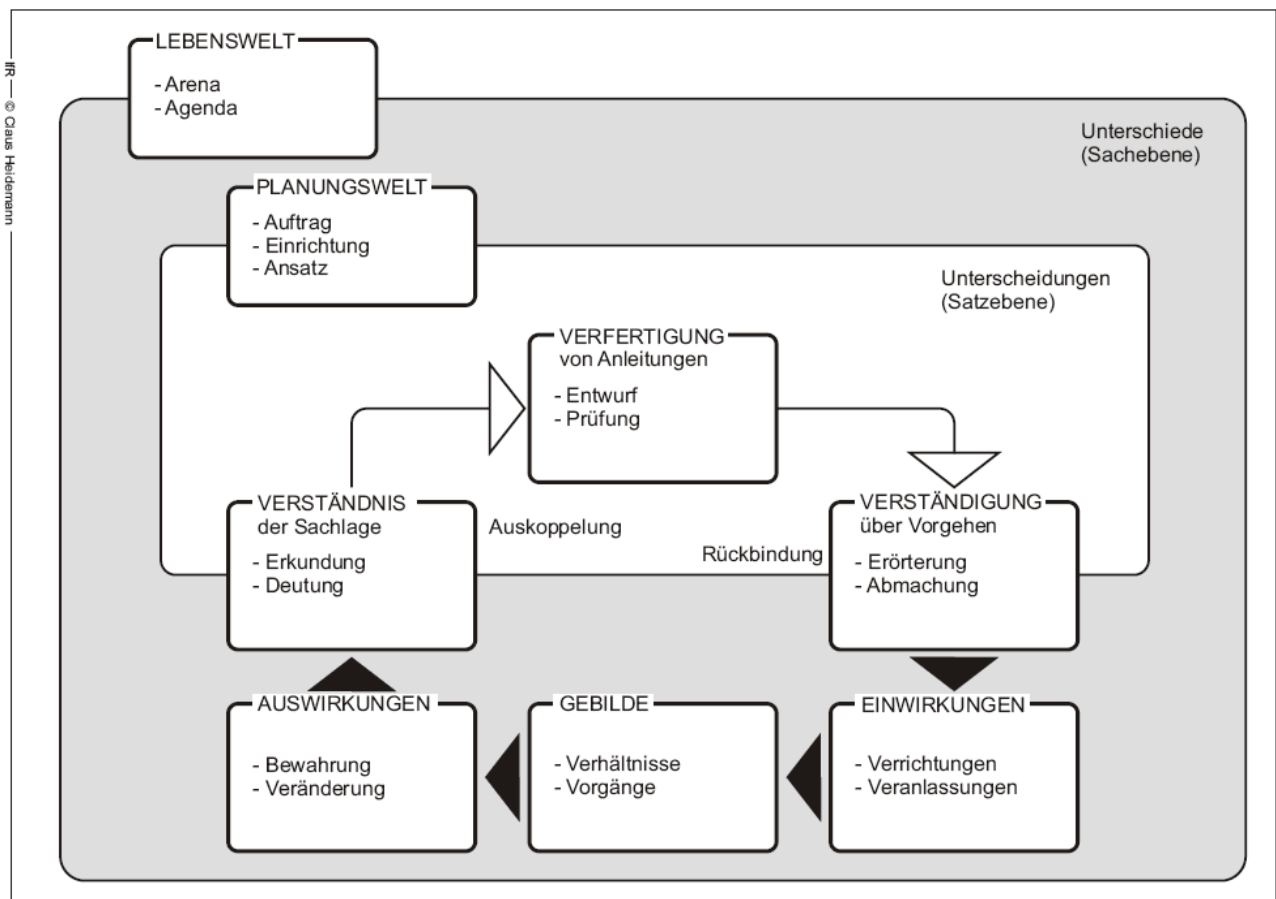 LEBENSWELT
- Arena
- Agenda
Unterschiede
(Sachebene)
PLANUNGSWELT
- Auftrag
- Einrichtung
- Ansatz
Unterscheidungen
(Satzebene)
VERFERTIGUNG
von Anleitungen
- Entwurf
- Prüfung
VERSTÄNDNIS
der Sachlage
- Erkundung
- Deutung
Auskoppelung
Rückbindung
VERSTÄNDIGUNG
über Vorgehen
- Erörterung
- Abmachung
AUSWIRKUNGEN
- Bewahrung
- Veränderung
GEBILDE
- Verhältnisse
- Vorgänge
EINWIRKUNGEN
- Verrichtungen
- Veranlassungen
IfR — © Claus Heidemann